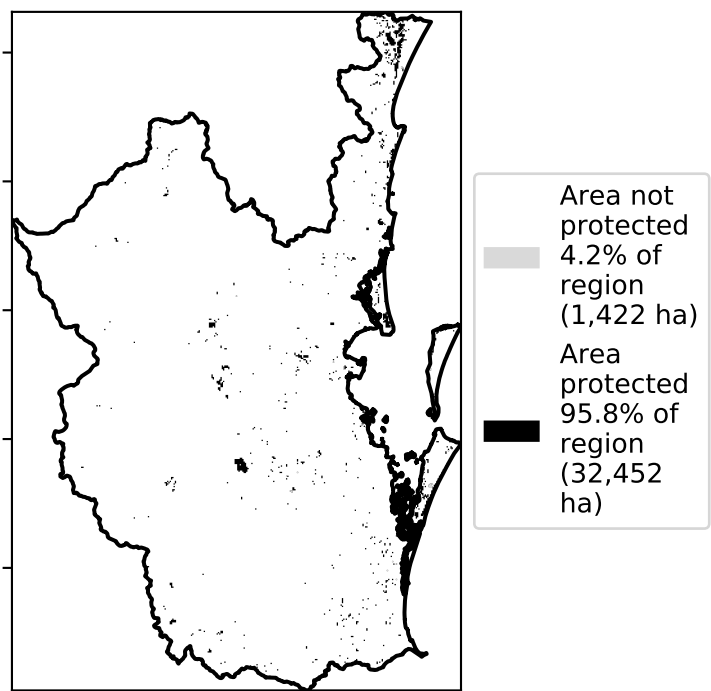 Area not
protected
4.2% of
region
(1,422 ha)
Area
protected
95.8% of
region
(32,452
ha)